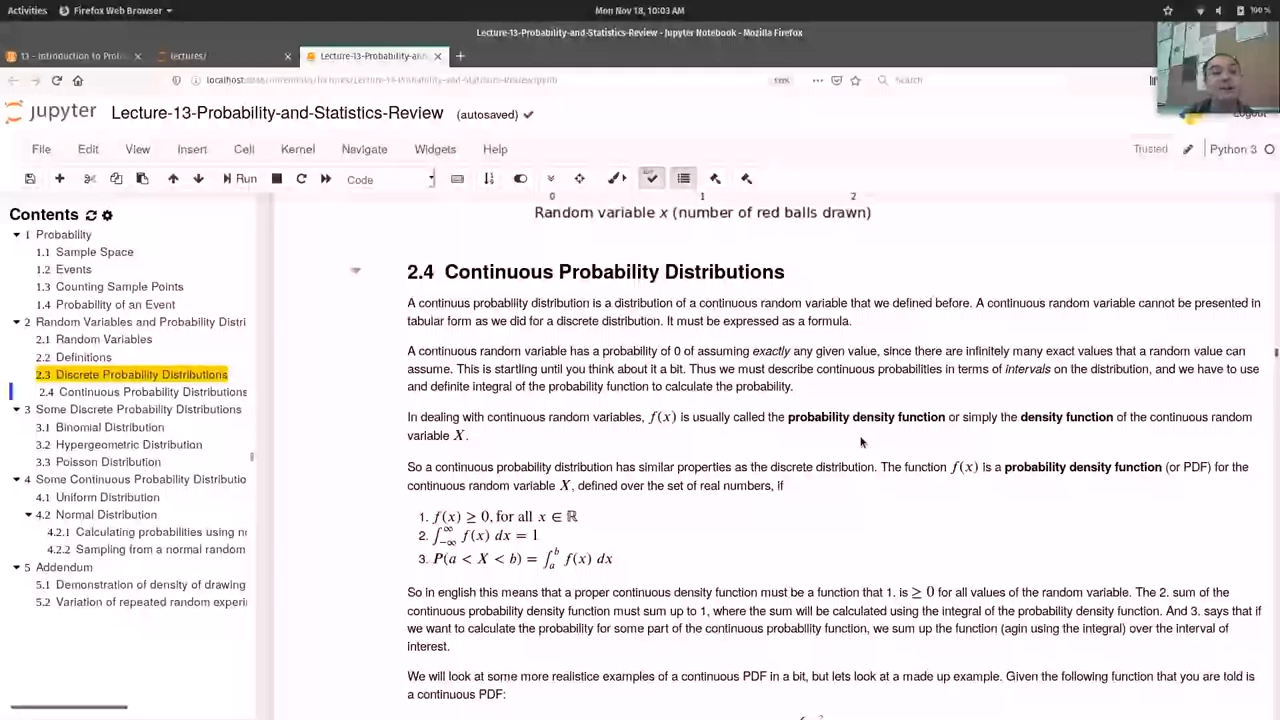 Activities Firefox Web Browser Mon Nov 18, 10:03 AM 100 %
Lecture-13-Probability-and-Statistics-Review - Jupyter Notebook - Mozilla Firefox
13 - Introduction to Prob lectures/ Lecture-13-Probability-an
Search
jupyter Lecture-13-Probability-and-Statistics-Review (autosaved) Logout
File Edit View Insert Cell Kernel Navigate Widgets Help Trusted Python 3
Run Code
Contents
1 Probability
1.1 Sample Space
1.2 Events
1.3 Counting Sample Points
1.4 Probability of an Event
2 Random Variables and Probability Distri
2.1 Random Variables
2.2 Definitions
2.3 Discrete Probability Distributions
2.4 Continuous Probability Distributions
3 Some Discrete Probability Distributions
3.1 Binomial Distribution
3.2 Hypergeometric Distribution
3.3 Poisson Distribution
4 Some Continuous Probability Distributio
4.1 Uniform Distribution
4.2 Normal Distribution
4.2.1 Calculating probabilities using n
4.2.2 Sampling from a normal random
5 Addendum
5.1 Demonstration of density of drawing
5.2 Variation of repeated random experi
0 1 2
Random variable x (number of red balls drawn)
2.4 Continuous Probability Distributions
A continuus probability distribution is a distribution of a continuous random variable that we defined before. A continuous random variable cannot be presented in
tabular form as we did for a discrete distribution. It must be expressed as a formula.
A continuous random variable has a probability of 0 of assuming exactly any given value, since there are infinitely many exact values that a random value can
assume. This is startling until you think about it a bit. Thus we must describe continuous probabilities in terms of intervals on the distribution, and we have to use
and definite integral of the probability function to calculate the probability.
In dealing with continuous random variables, f(x) is usually called the probability density function or simply the density function of the continuous random
variable X.
So a continuous probability distribution has similar properties as the discrete distribution. The function f(x) is a probability density function (or PDF) for the
continuous random variable X, defined over the set of real numbers, if
1. f(x) ≥ 0, for all x ∈ ℝ
2. ∫_{-∞}^{∞} f(x) dx = 1
3. P(a < X < b) = ∫_a^b f(x) dx
So in english this means that a proper continuous density function must be a function that 1. is ≥ 0 for all values of the random variable. The 2. sum of the
continuous probability density function must sum up to 1, where the sum will be calculated using the integral of the probability density function. And 3. says that if
we want to calculate the probability for some part of the continuous probability function, we sum up the function (agin using the integral) over the interval of
interest.
We will look at some more realistice examples of a continuous PDF in a bit, but lets look at a made up example. Given the following function that you are told is
a continuous PDF: